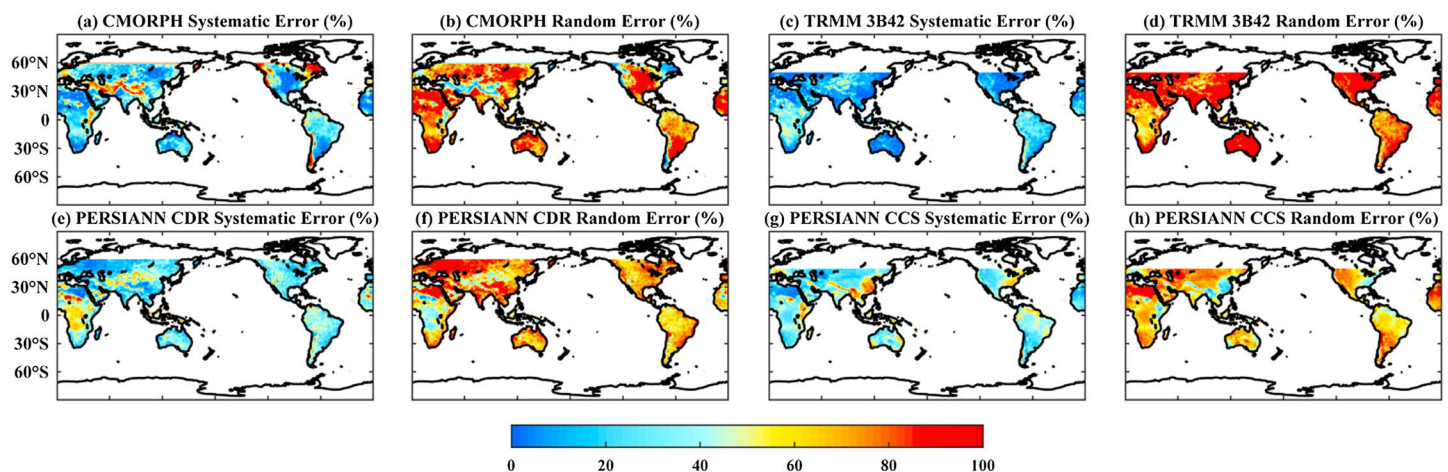 (a) CMORPH Systematic Error (%)
(b) CMORPH Random Error (%)
(c) TRMM 3B42 Systematic Error (%)
(d) TRMM 3B42 Random Error (%)
60°N
30°N
0
30°S
60°S
(e) PERSIANN CDR Systematic Error (%)
(f) PERSIANN CDR Random Error (%)
(g) PERSIANN CCS Systematic Error (%)
(h) PERSIANN CCS Random Error (%)
60°N
30°N
0
30°S
60°S
0 20 40 60 80 100